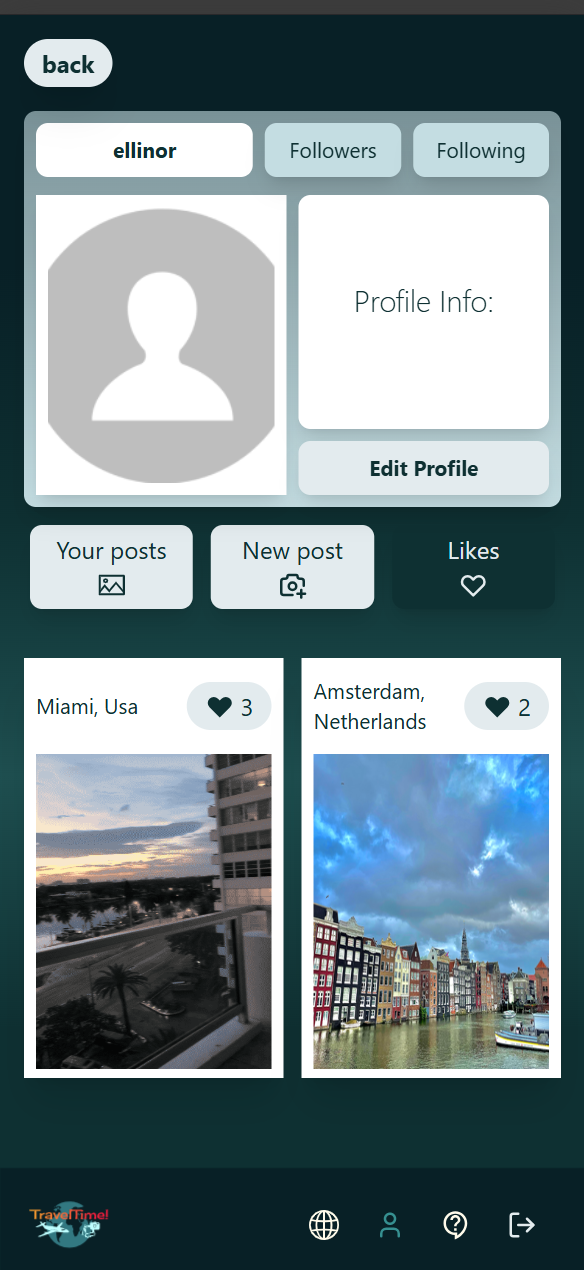 back
ellinor
Followers
Following
Profile Info:
Edit Profile
Your posts
New post
Likes
Miami, Usa
3
Amsterdam,
Netherlands
2
TravelTime!